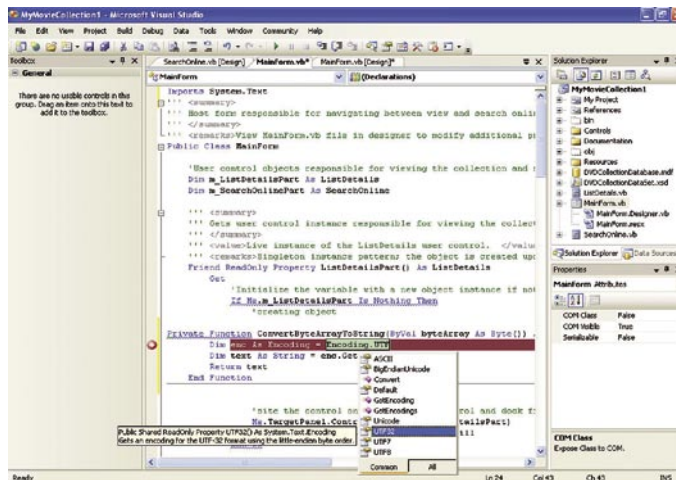 MyMovieCollection1 - Microsoft Visual Studio
File Edit View Project Build Debug Data Tools Window Community Help
Toolbox
General
There are no usable controls in this
group. Drag an item onto this text to
add it to the toolbox.
SearchOnline.vb [Design] MainForm.vb* MainForm.vb [Design]*
MainForm (Declarations)
Imports System.Text
''' <summary>
''' Host form responsible for navigating between view and search
''' </summary>
''' <remarks>View MainForm.vb file in designer to modify additional
Public Class MainForm
'User control objects responsible for viewing the collection and
Dim m_ListDetailsPart As ListDetails
Dim m_SearchOnlinePart As SearchOnline
''' <summary>
''' Gets user control instance responsible for viewing the
''' </summary>
''' <value>Live instance of the ListDetails user control. </value
''' <remarks>Singleton instance pattern: the object is created
Friend ReadOnly Property ListDetailsPart() As ListDetails
Get
'Initialize the variable with a new object instance if
If Me.m_ListDetailsPart Is Nothing Then
'creating object
Private Function ConvertByteArrayToString(ByVal byteArray As Byte())
Dim enc As Encoding = Encoding.UTF
Dim text As String = enc.Get
Return text
End Function
ASCII
BigEndianUnicode
Convert
Default
GetEncoding
GetEncodings
Unicode
UTF32
UTF7
UTF8
Common All
'site the control on
Me.TargetPanel.Contr
Public Shared ReadOnly Property UTF32() As System.Text.Encoding
Gets an encoding for the UTF-32 format using the little-endian byte order.
Solution Explorer
MyMovieCollection1
My Project
References
bin
Controls
Documentation
obj
Resources
DVDCollectionDatabase.mdf
DVDCollectionDataSet.xsd
ListDetails.vb
MainForm.vb
MainForm.Designer.vb
MainForm.resx
SearchOnline.vb
Solution Explorer Data Sources
Properties
MainForm Attributes
COM Class False
COM Visible True
Serializable False
COM Class
Expose Class to COM.
Ready Ln 24 Col 43 Ch 43 INS